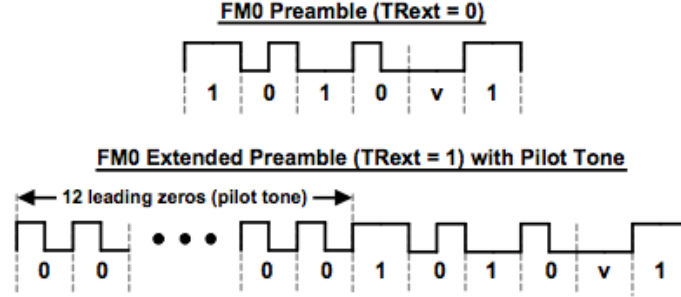 FM0 Preamble (TRext = 0)
1 0 1 0 v 1
FM0 Extended Preamble (TRext = 1) with Pilot Tone
12 leading zeros (pilot tone)
0 0 0 0 1 0 1 0 v 1